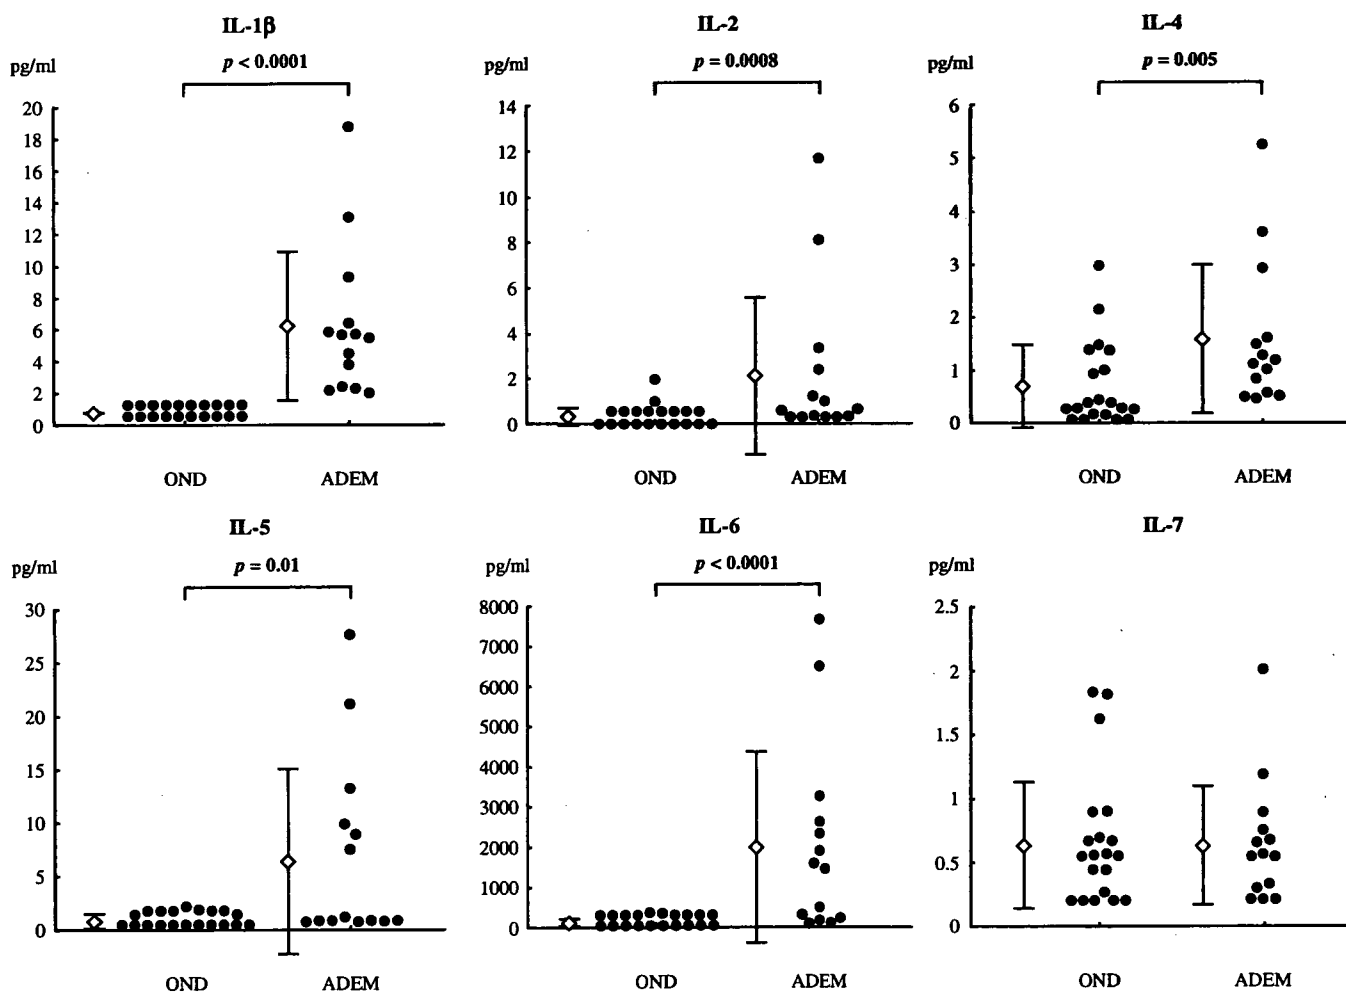 IL-1β
p < 0.0001
pg/ml
20
18
16
14
12
10
8
6
4
2
0
OND ADEM
IL-2
p = 0.0008
pg/ml
14
12
10
8
6
4
2
0
OND ADEM
IL-4
p = 0.005
pg/ml
6
5
4
3
2
1
0
OND ADEM
IL-5
p = 0.01
pg/ml
30
25
20
15
10
5
0
OND ADEM
IL-6
p < 0.0001
pg/ml
8000
7000
6000
5000
4000
3000
2000
1000
0
OND ADEM
IL-7
pg/ml
2.5
2
1.5
1
0.5
0
OND ADEM